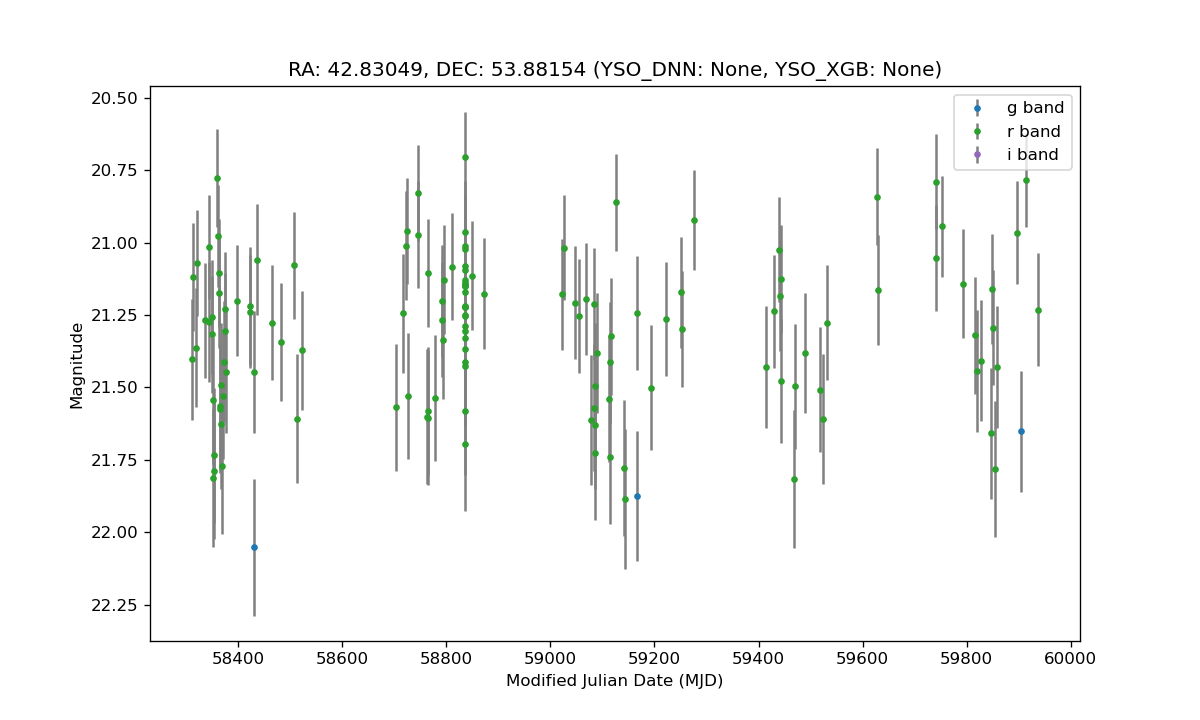 RA: 42.83049, DEC: 53.88154 (YSO_DNN: None, YSO_XGB: None)
g band
r band
i band
20.50
20.75
21.00
21.25
21.50
21.75
22.00
22.25
Magnitude
58400 58600 58800 59000 59200 59400 59600 59800 60000
Modified Julian Date (MJD)